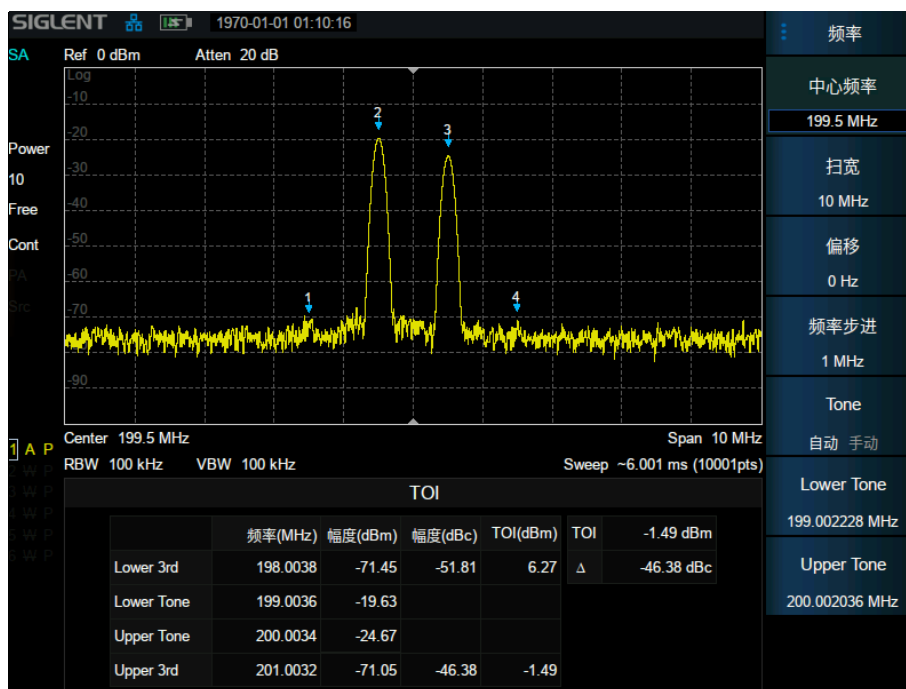 SIGLENT 1970-01-01 01:10:16
SA Ref 0 dBm Atten 20 dB
Log
-10
-20
-30
-40
-50
-60
-70
-90
Power
10
Free
Cont
PA
Src
1 2 3 4
Center 199.5 MHz Span 10 MHz
RBW 100 kHz VBW 100 kHz Sweep ~6.001 ms (10001pts)
1 A P
2 W P
3 W P
4 W P
5 W P
6 W P
TOI
频率(MHz) 幅度(dBm) 幅度(dBc) TOI(dBm) TOI -1.49 dBm
Lower 3rd 198.0038 -71.45 -51.81 6.27 Δ -46.38 dBc
Lower Tone 199.0036 -19.63
Upper Tone 200.0034 -24.67
Upper 3rd 201.0032 -71.05 -46.38 -1.49
频率
中心频率
199.5 MHz
扫宽
10 MHz
偏移
0 Hz
频率步进
1 MHz
Tone
自动 手动
Lower Tone
199.002228 MHz
Upper Tone
200.002036 MHz